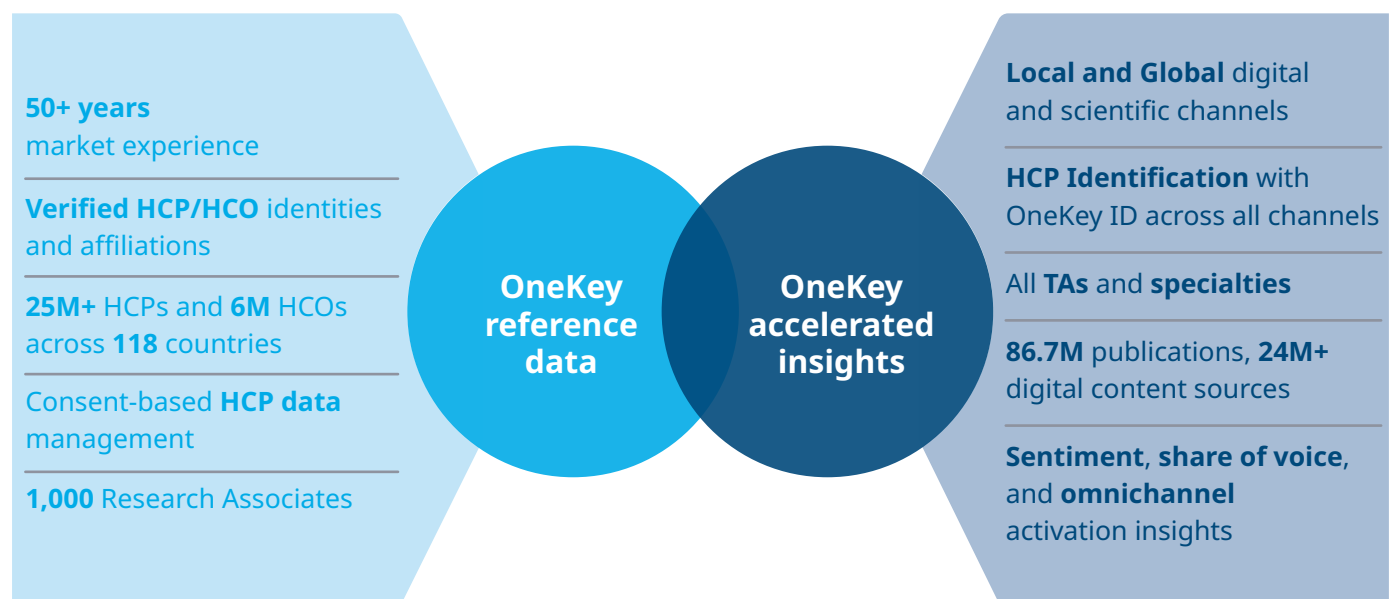 50+ years
market experience
Verified HCP/HCO identities
and affiliations
25M+ HCPs and 6M HCOs
across 118 countries
Consent-based HCP data
management
1,000 Research Associates
OneKey
reference
data
OneKey
accelerated
insights
Local and Global digital
and scientific channels
HCP Identification with
OneKey ID across all channels
All TAs and specialties
86.7M publications, 24M+
digital content sources
Sentiment, share of voice,
and omnichannel
activation insights